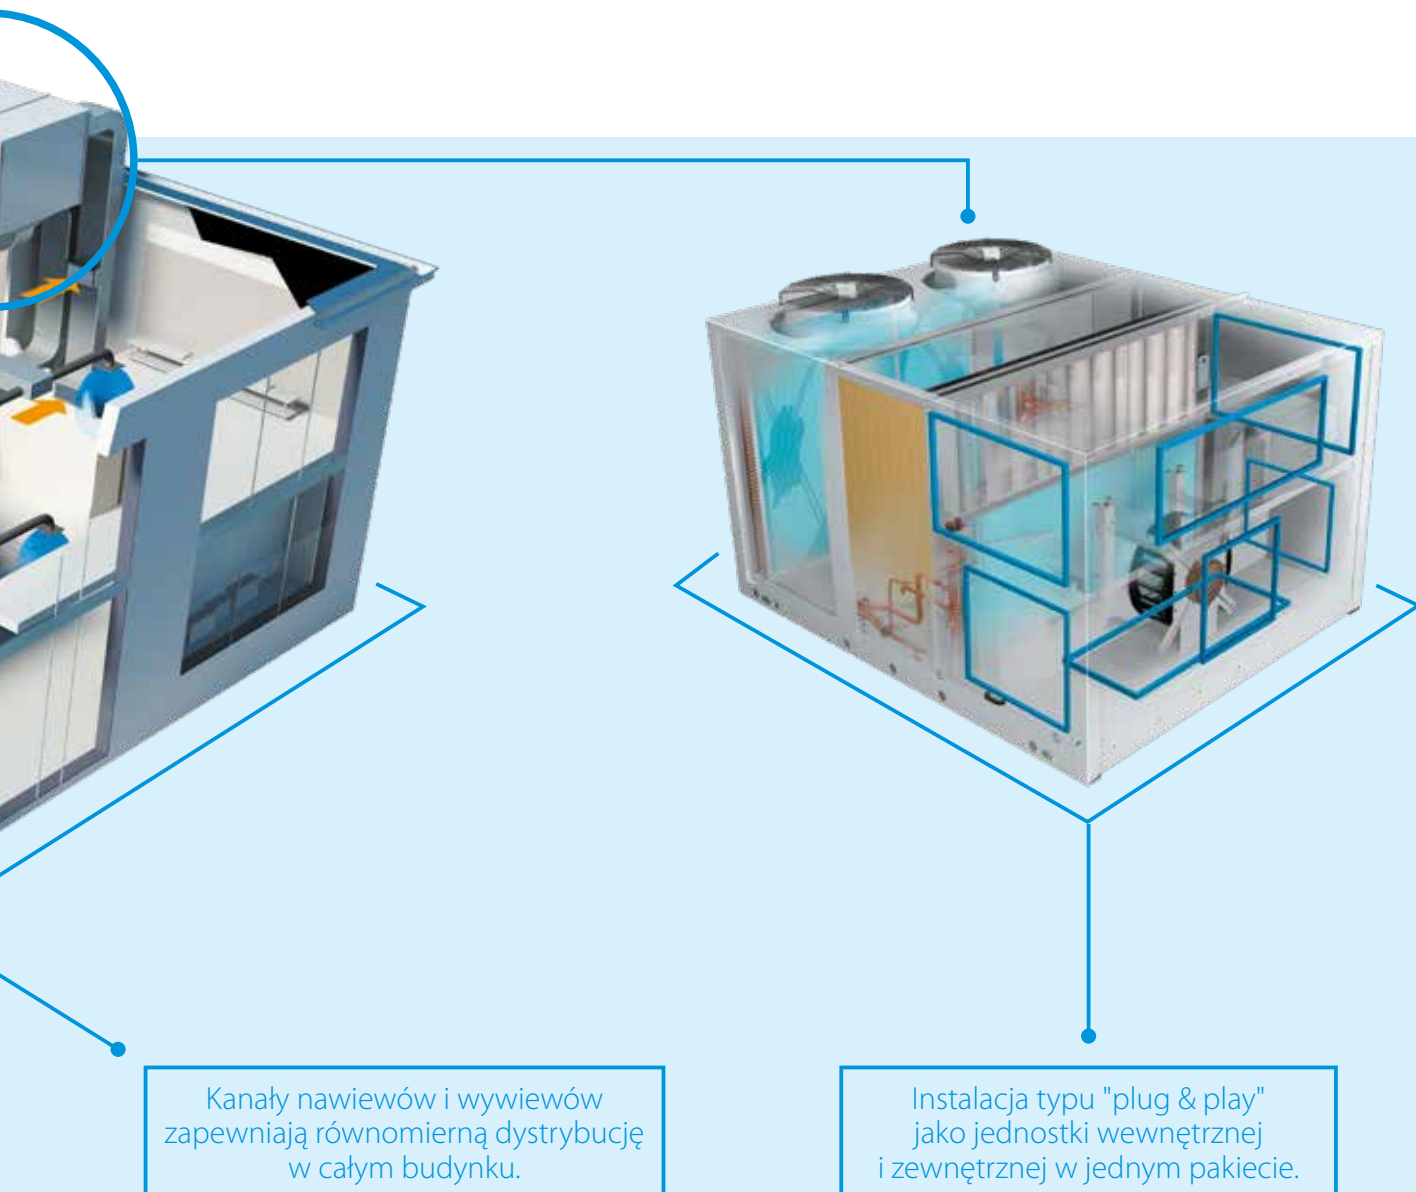 Kanały nawiewów i wywiewów
zapewniają równomierną dystrybucję
w całym budynku.
Instalacja typu "plug & play"
jako jednostki wewnętrznej
i zewnętrznej w jednym pakiecie.